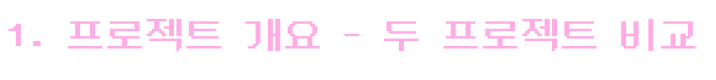 1. 프로젝트 개요 - 두 프로젝트 비교